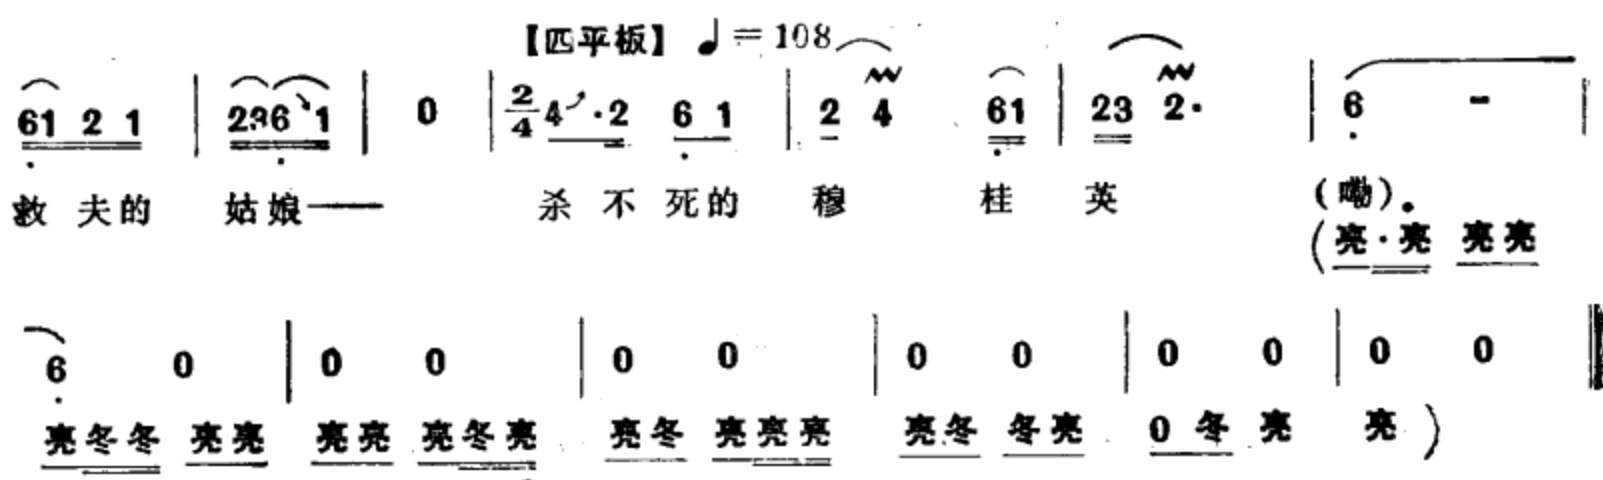 【四平板】 ♩=108
61 2 1 | 236 1 | 0 | 2/4 4 · 2 6 1 | 2 4 61 | 23 2· | 6 - |
救 夫的 姑娘—— 杀 不 死的 穆 桂 英 (嘞)。
(亮·亮 亮亮
6 0 | 0 0 | 0 0 | 0 0 | 0 0 | 0 0 ‖
亮冬冬 亮亮 亮亮 亮冬亮 亮冬 亮亮亮 亮冬 冬亮 0 冬 亮 亮 )